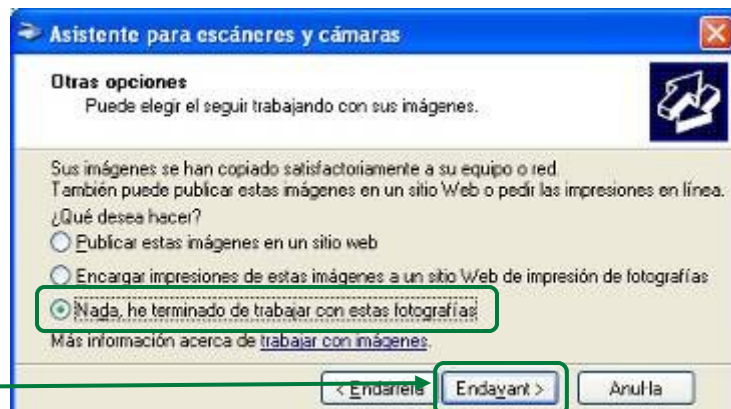 Asistente para escáneres y cámaras
Otras opciones
Puede elegir el seguir trabajando con sus imágenes.
Sus imágenes se han copiado satisfactoriamente a su equipo o red.
También puede publicar estas imágenes en un sitio Web o pedir las impresiones en línea.
¿Qué desea hacer?
Publicar estas imágenes en un sitio web
Encargar impresiones de estas imágenes a un sitio Web de impresión de fotografías
Nada, he terminado de trabajar con estas fotografías
Más información acerca de trabajar con imágenes.
< Endarrera Endavant > Anul·la